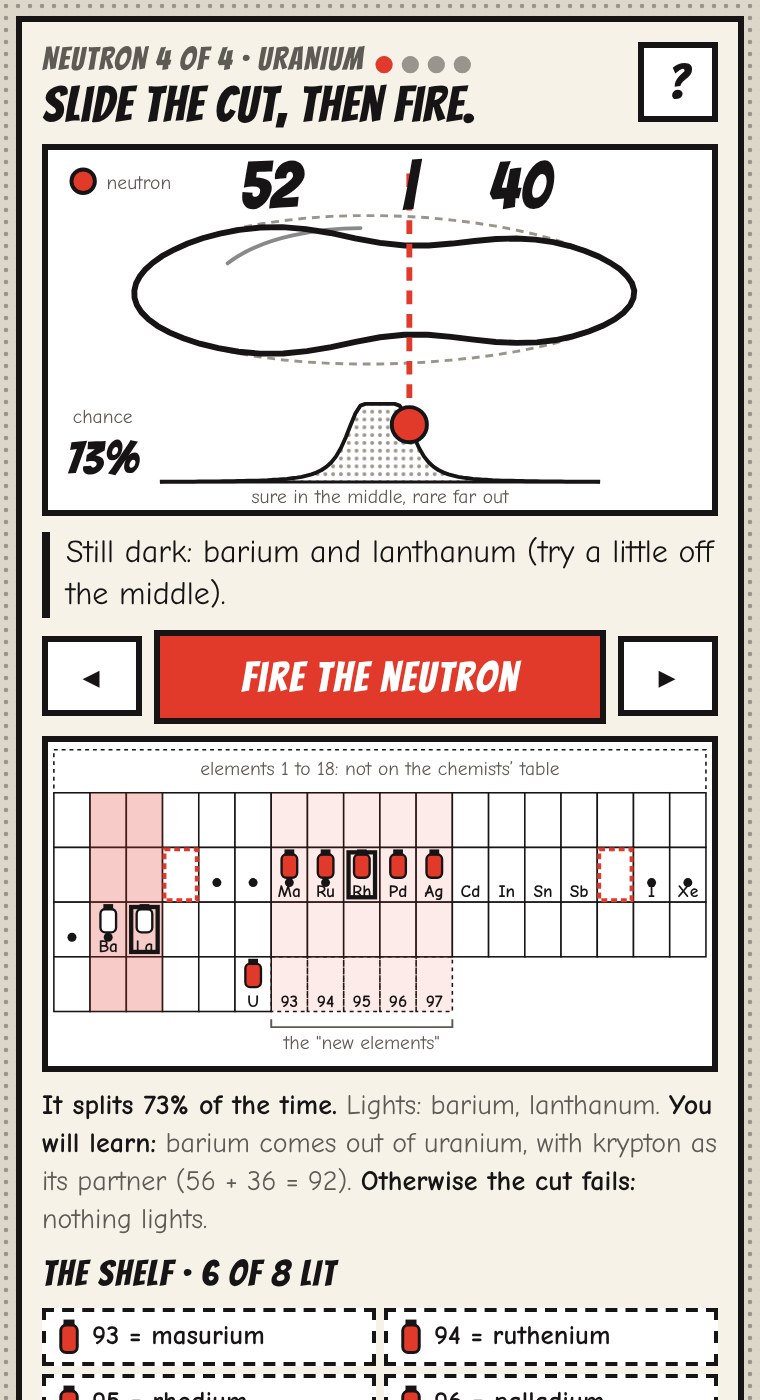 NEUTRON 4 OF 4 · URANIUM
SLIDE THE CUT, THEN FIRE.
?
neutron
52 / 40
chance
73%
sure in the middle, rare far out
Still dark: barium and lanthanum (try a little off
the middle).
◄ FIRE THE NEUTRON ►
elements 1 to 18: not on the chemists' table
Ma Ru Rh Pd Ag Cd In Sn Sb I Xe
Ba La
U 93 94 95 96 97
the "new elements"
It splits 73% of the time. Lights: barium, lanthanum. You
will learn: barium comes out of uranium, with krypton as
its partner (56 + 36 = 92). Otherwise the cut fails:
nothing lights.
THE SHELF · 6 OF 8 LIT
93 = masurium 94 = ruthenium
95 = rhodium 96 = palladium